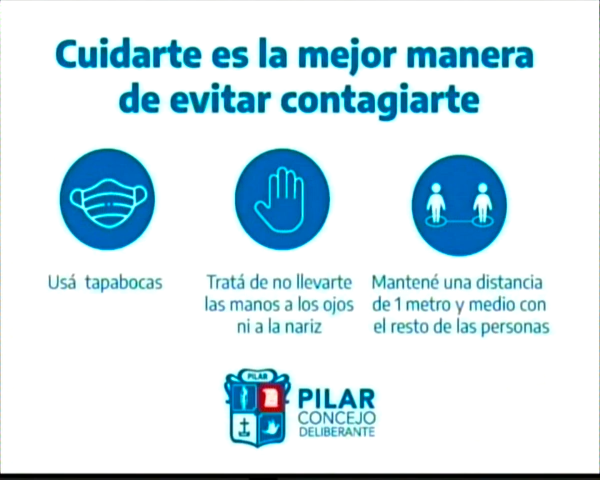 Cuidarte es la mejor manera
de evitar contagiarte
Usá tapabocas
Tratá de no llevarte
las manos a los ojos
ni a la nariz
Mantené una distancia
de 1 metro y medio con
el resto de las personas
PILAR
PILAR
CONCEJO
DELIBERANTE